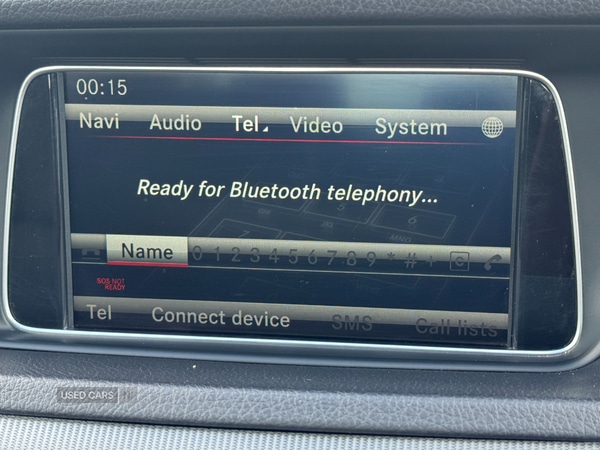 00:15
Navi Audio Tel Video System
Ready for Bluetooth telephony...
Name 0 1 2 3 4 5 6 7 8 9 * # + C
SOS NOT
READY
Tel Connect device SMS Call lists
USED CARS NI